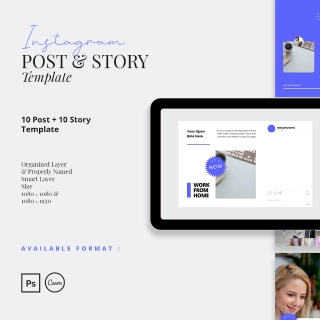 Instagram
POST & STORY
Template
10 Post + 10 Story
Template
Organized Layer
& Properly Named
Smart Layer
Size
1080 x 1080 &
1080 x 1920
AVAILABLE FORMAT :
Ps
Canva
Your Open
Rate Here
NOW
WORK
FROM
HOME